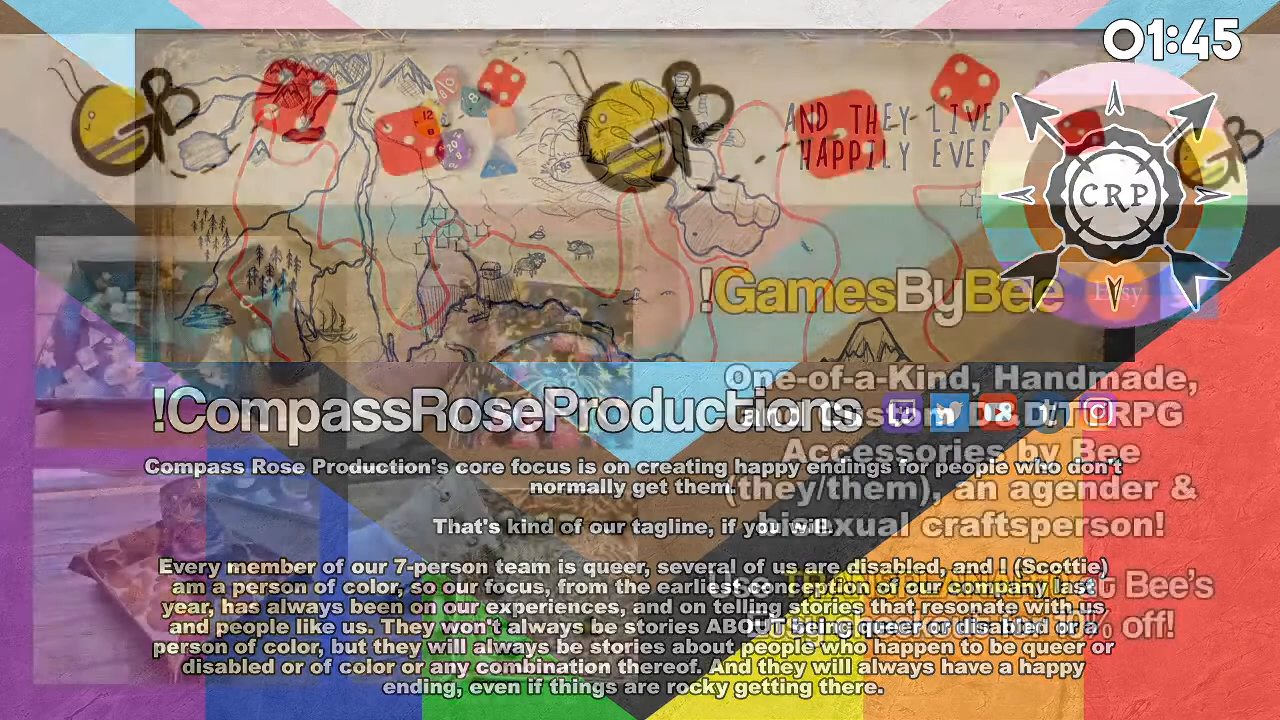 01:45
AND THEY LIVED
HAPPILY EVER
CRP
!GamesByBee
Etsy
One-of-a-Kind, Handmade,
!CompassRoseProductions
and Custom D&D/TTRPG
Accessories by Bee
Compass Rose Production's core focus is on creating happy endings for people who don't
normally get them.
(they/them), an agender &
That's kind of our tagline, if you will.
bisexual craftsperson!
Every member of our 7-person team is queer, several of us are disabled, and I (Scottie)
am a person of color, so our focus, from the earliest conception of our company last
Bee's
year, has always been on our experiences, and on telling stories that resonate with us
and people like us. They won't always be stories ABOUT being queer or disabled or a
off!
person of color, but they will always be stories about people who happen to be queer or
disabled or of color or any combination thereof. And they will always have a happy
ending, even if things are rocky getting there.